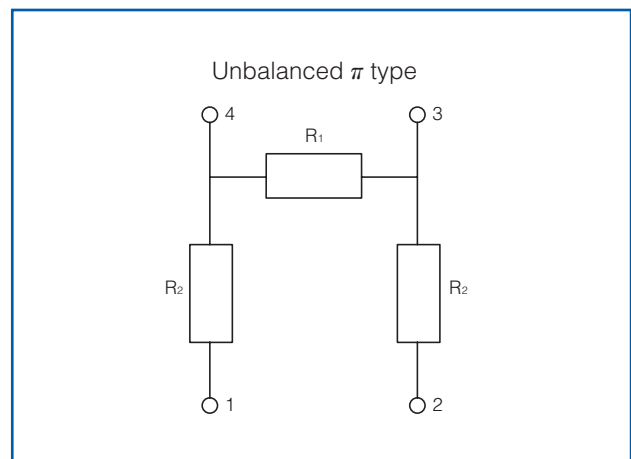 Unbalanced π type
4
3
R₁
R₂
R₂
1
2